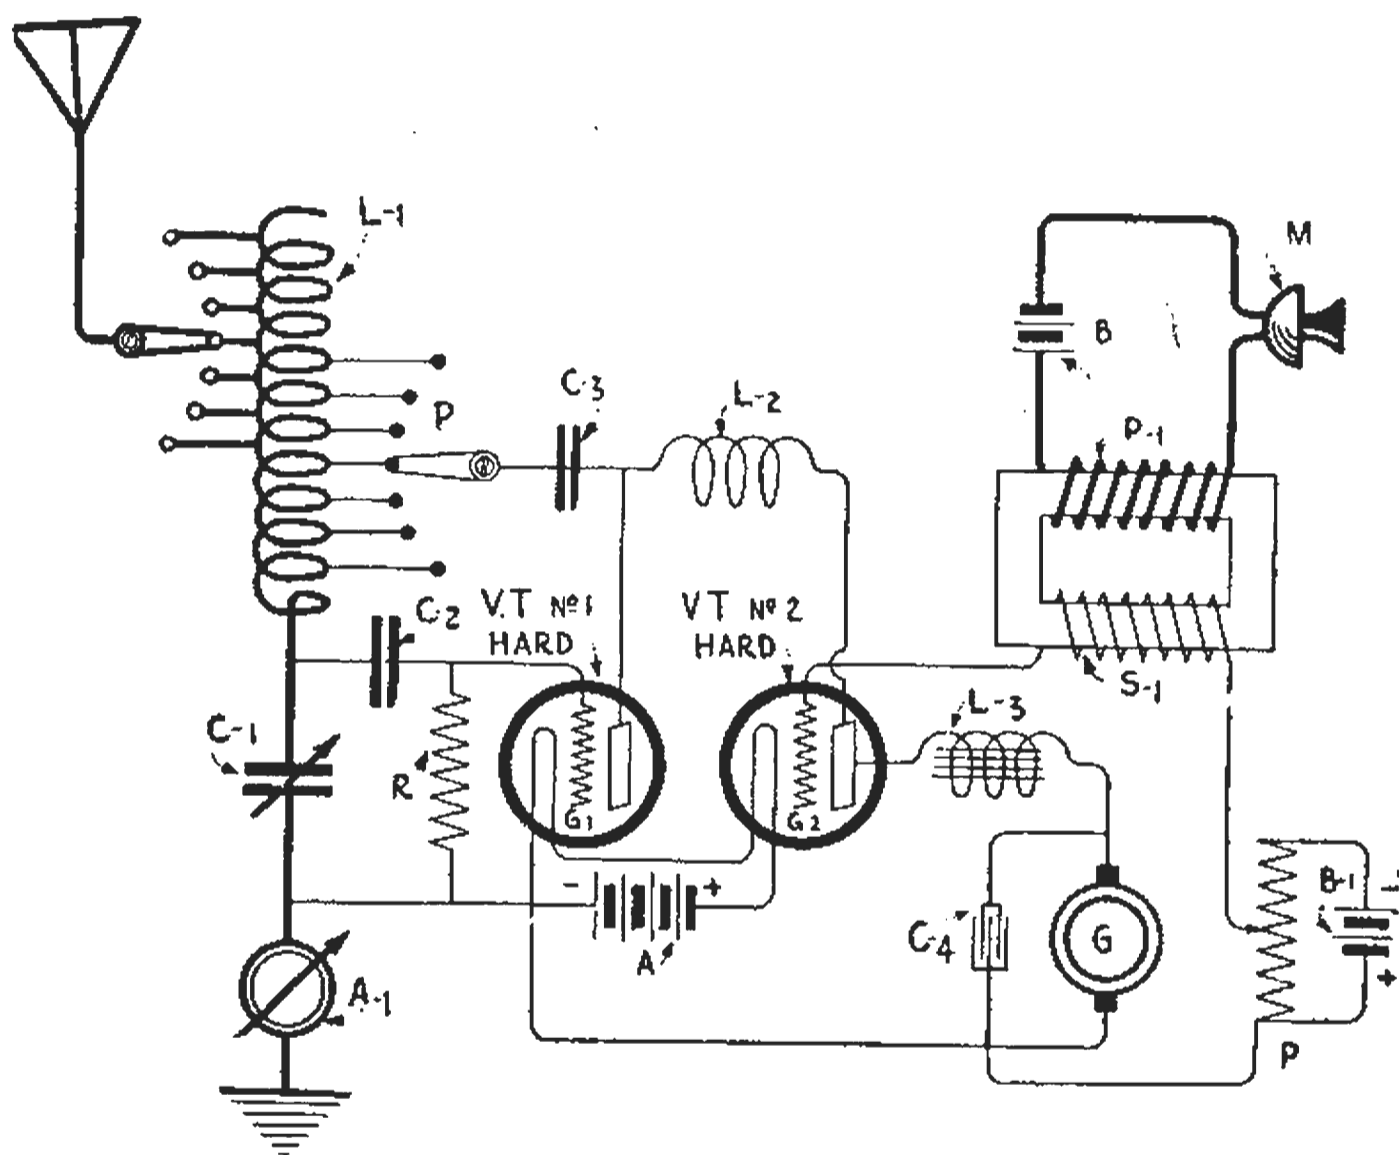 L-1
M
B
C-3
L-2
P
P-1
V.T Nº 1
HARD
VT Nº 2
HARD
C-2
S-1
L-3
C-1
R
G1
G2
- +
A
C-4
G
B-1
-
+
A-1
P